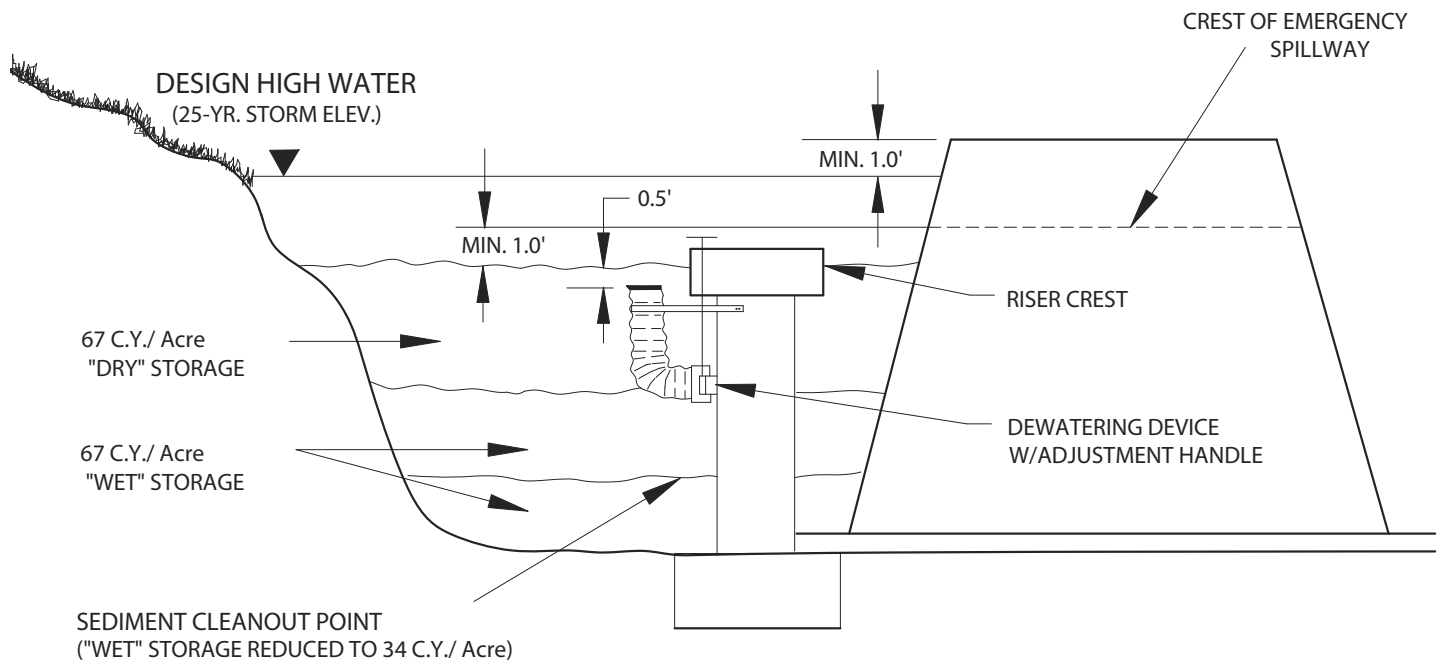 CREST OF EMERGENCY
SPILLWAY
DESIGN HIGH WATER
(25-YR. STORM ELEV.)
MIN. 1.0'
0.5'
MIN. 1.0'
RISER CREST
67 C.Y./ Acre
"DRY" STORAGE
DEWATERING DEVICE
W/ADJUSTMENT HANDLE
67 C.Y./ Acre
"WET" STORAGE
SEDIMENT CLEANOUT POINT
("WET" STORAGE REDUCED TO 34 C.Y./ Acre)